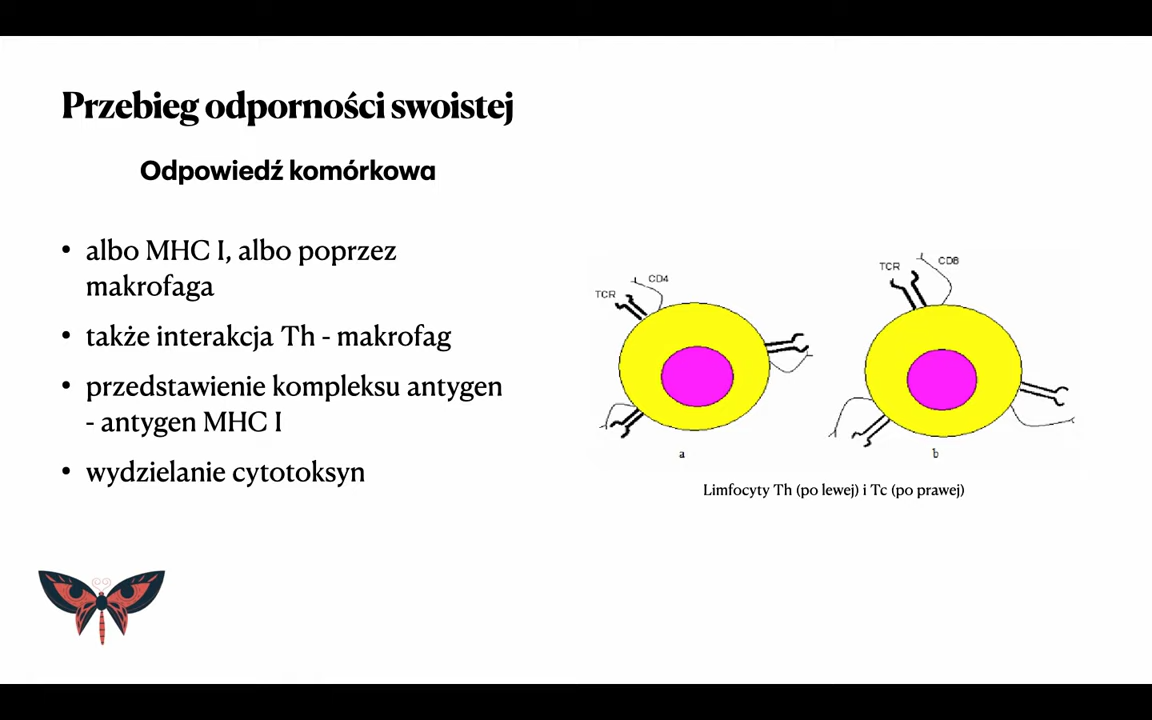 Przebieg odporności swoistej
Odpowiedź komórkowa
• albo MHC I, albo poprzez
makrofaga
• także interakcja Th - makrofag
• przedstawienie kompleksu antygen
- antygen MHC I
• wydzielanie cytotoksyn
TCR
CD4
a
TCR
CD8
b
Limfocyty Th (po lewej) i Tc (po prawej)